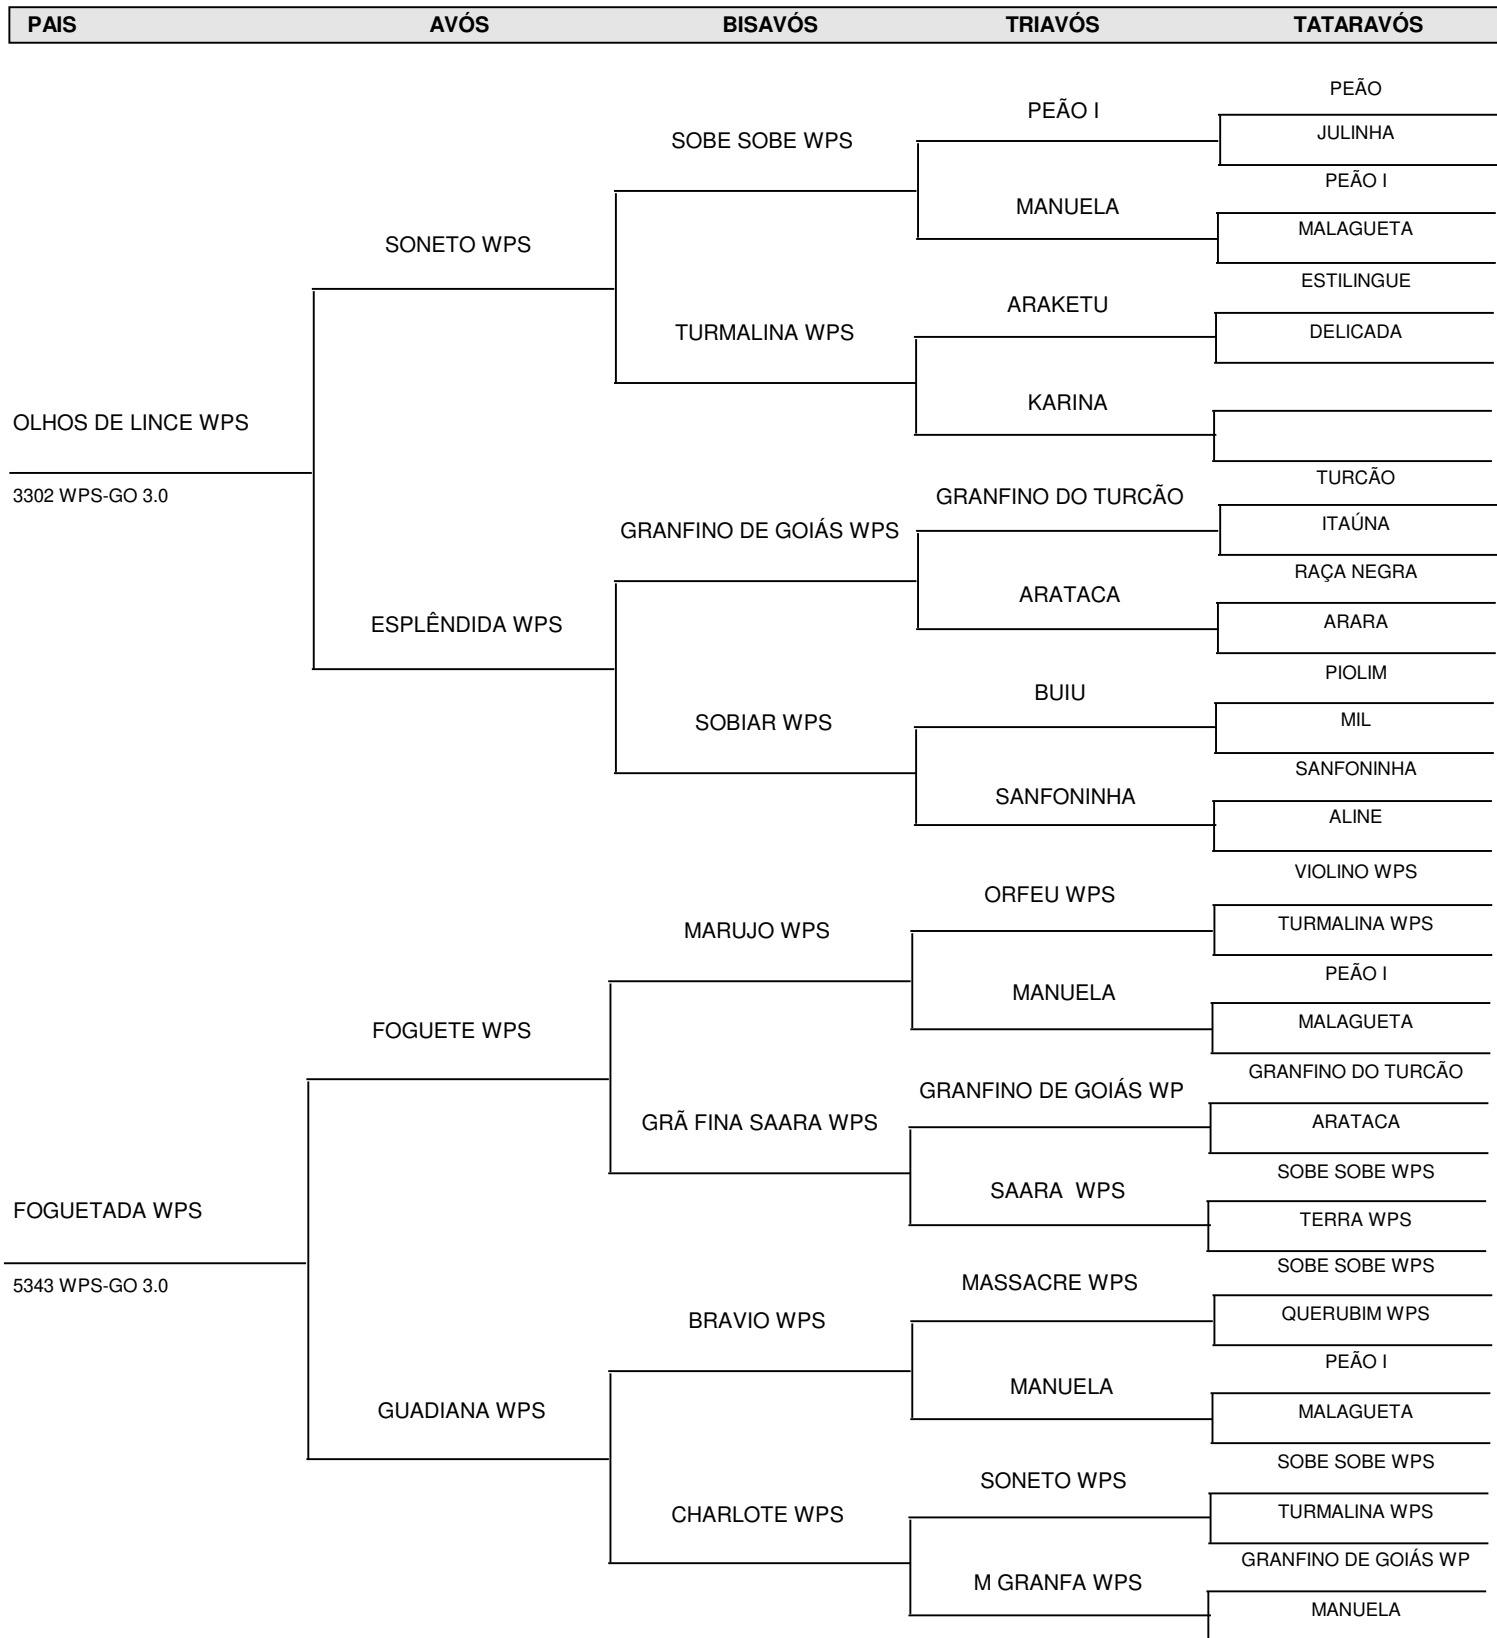 PAIS AVÓS BISAVÓS TRIAVÓS TATARAVÓS
PEÃO
PEÃO I
JULINHA
SOBE SOBE WPS
PEÃO I
MANUELA
MALAGUETA
SONETO WPS
ESTILINGUE
ARAKETU
TURMALINA WPS
DELICADA
KARINA
OLHOS DE LINCE WPS
3302 WPS-GO 3.0
TURCÃO
GRANFINO DO TURCÃO
ITAÚNA
GRANFINO DE GOIÁS WPS
RAÇA NEGRA
ARATACA
ARARA
ESPLÊNDIDA WPS
PIOLIM
BUIU
MIL
SOBIAR WPS
SANFONINHA
SANFONINHA
ALINE
VIOLINO WPS
ORFEU WPS
TURMALINA WPS
MARUJO WPS
PEÃO I
MANUELA
MALAGUETA
FOGUETE WPS
GRANFINO DO TURCÃO
GRANFINO DE GOIÁS WP
ARATACA
GRÃ FINA SAARA WPS
SOBE SOBE WPS
SAARA WPS
TERRA WPS
FOGUETADA WPS
5343 WPS-GO 3.0
SOBE SOBE WPS
MASSACRE WPS
QUERUBIM WPS
BRAVIO WPS
PEÃO I
MANUELA
MALAGUETA
GUADIANA WPS
SOBE SOBE WPS
SONETO WPS
TURMALINA WPS
CHARLOTE WPS
GRANFINO DE GOIÁS WP
M GRANFA WPS
MANUELA